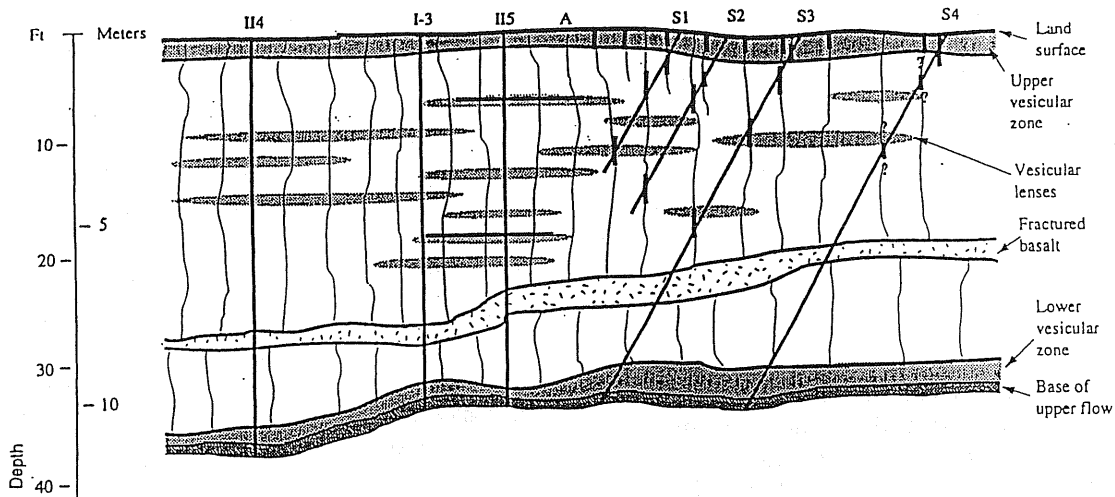 II4 I-3 II5 A S1 S2 S3 S4
Ft Meters
Land
surface
Upper
vesicular
zone
?
?
10
?
Vesicular
lenses
?
5
Fractured
basalt
20
Lower
vesicular
zone
30
Base of
upper flow
10
Depth
40